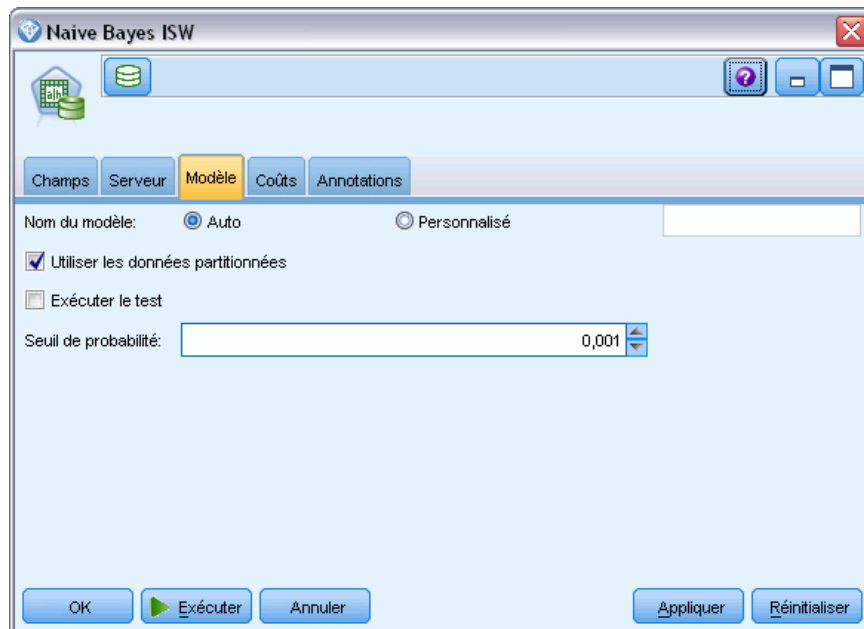 Naive Bayes ISW
Champs Serveur Modèle Coûts Annotations
Nom du modèle: Auto Personnalisé
Utiliser les données partitionnées
Exécuter le test
Seuil de probabilité: 0,001
OK Exécuter Annuler Appliquer Réinitialiser